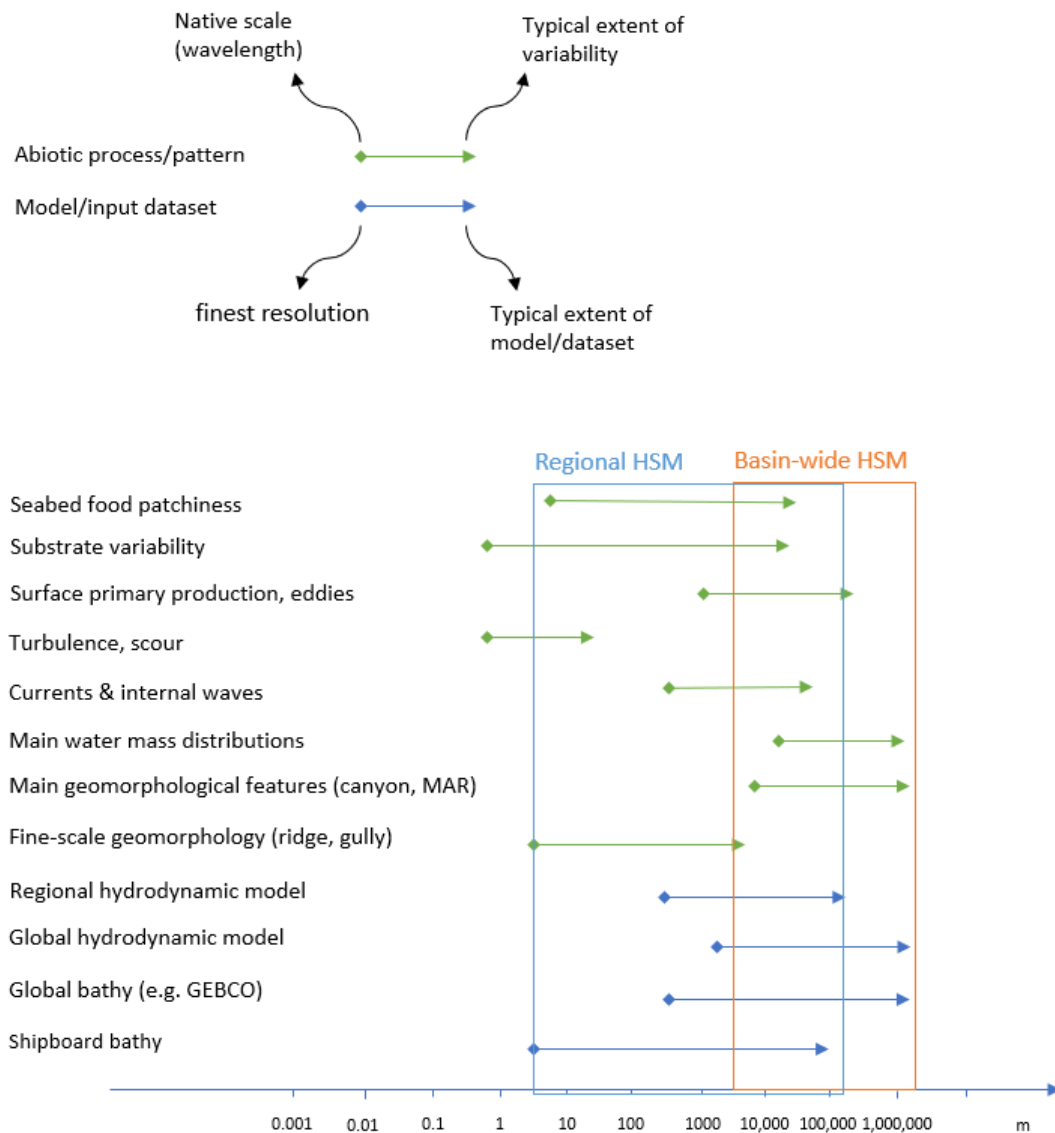 Native scale
(wavelength)
Typical extent of
variability
Abiotic process/pattern
Model/input dataset
finest resolution
Typical extent of
model/dataset
Regional HSM
Basin-wide HSM
Seabed food patchiness
Substrate variability
Surface primary production, eddies
Turbulence, scour
Currents & internal waves
Main water mass distributions
Main geomorphological features (canyon, MAR)
Fine-scale geomorphology (ridge, gully)
Regional hydrodynamic model
Global hydrodynamic model
Global bathy (e.g. GEBCO)
Shipboard bathy
0.001 0.01 0.1 1 10 100 1000 10,000 100,000 1,000,000 m